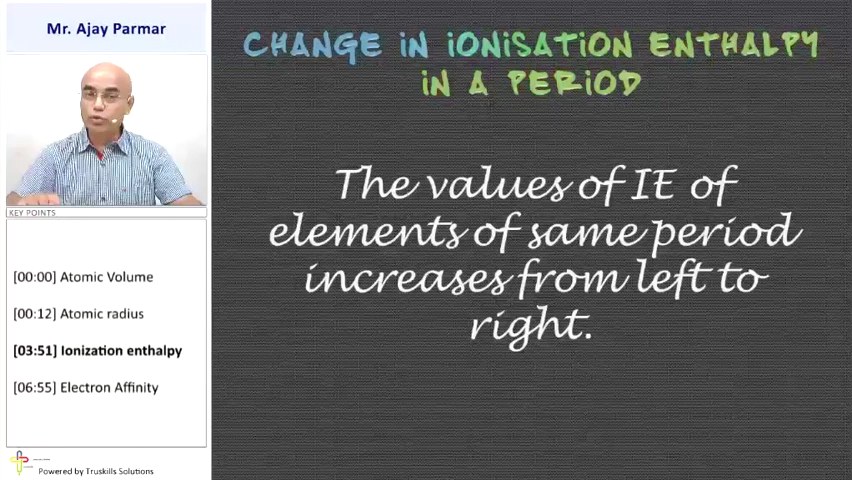 Mr. Ajay Parmar
KEY POINTS
[00:00] Atomic Volume
[00:12] Atomic radius
[03:51] Ionization enthalpy
[06:55] Electron Affinity
Powered by Truskills Solutions
CHANGE iN iONiSATiON ENTHALPY
iN A PERiOD
The values of IE of
elements of same period
increases from left to
right.